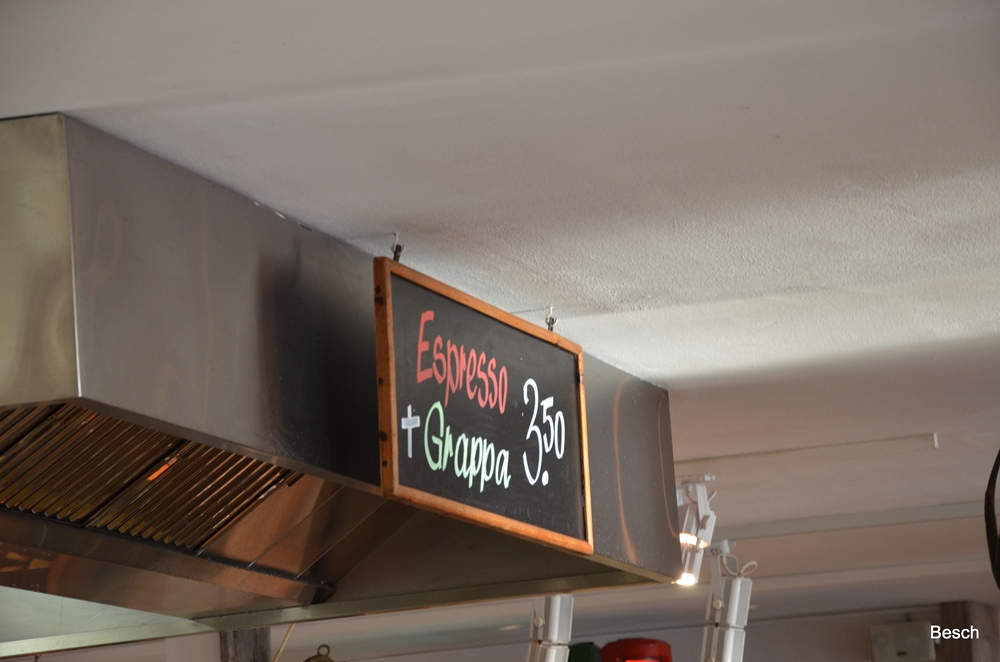 Espresso
+ Grappa 3.50
Besch